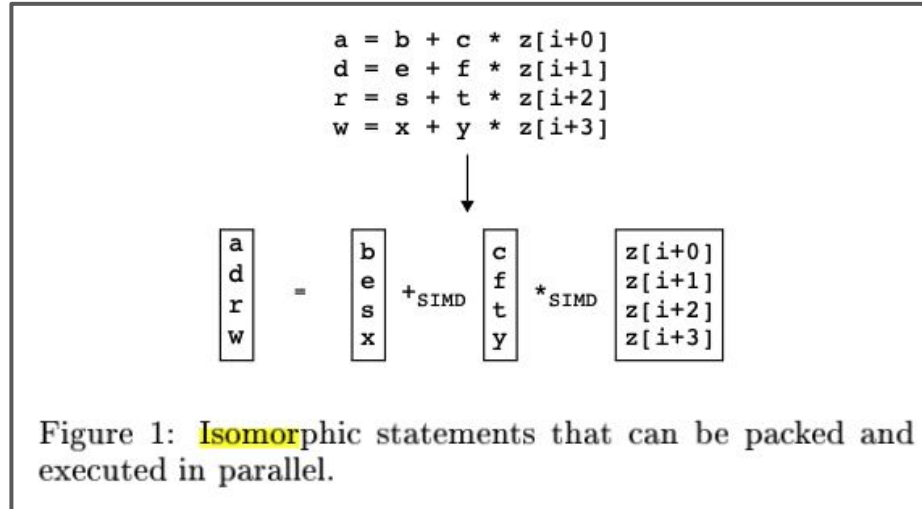 a = b + c * z[i+0]
d = e + f * z[i+1]
r = s + t * z[i+2]
w = x + y * z[i+3]
a
d
r
w
=
b
e
s
x
+SIMD
c
f
t
y
*SIMD
z[i+0]
z[i+1]
z[i+2]
z[i+3]
Figure 1: Isomorphic statements that can be packed and
executed in parallel.